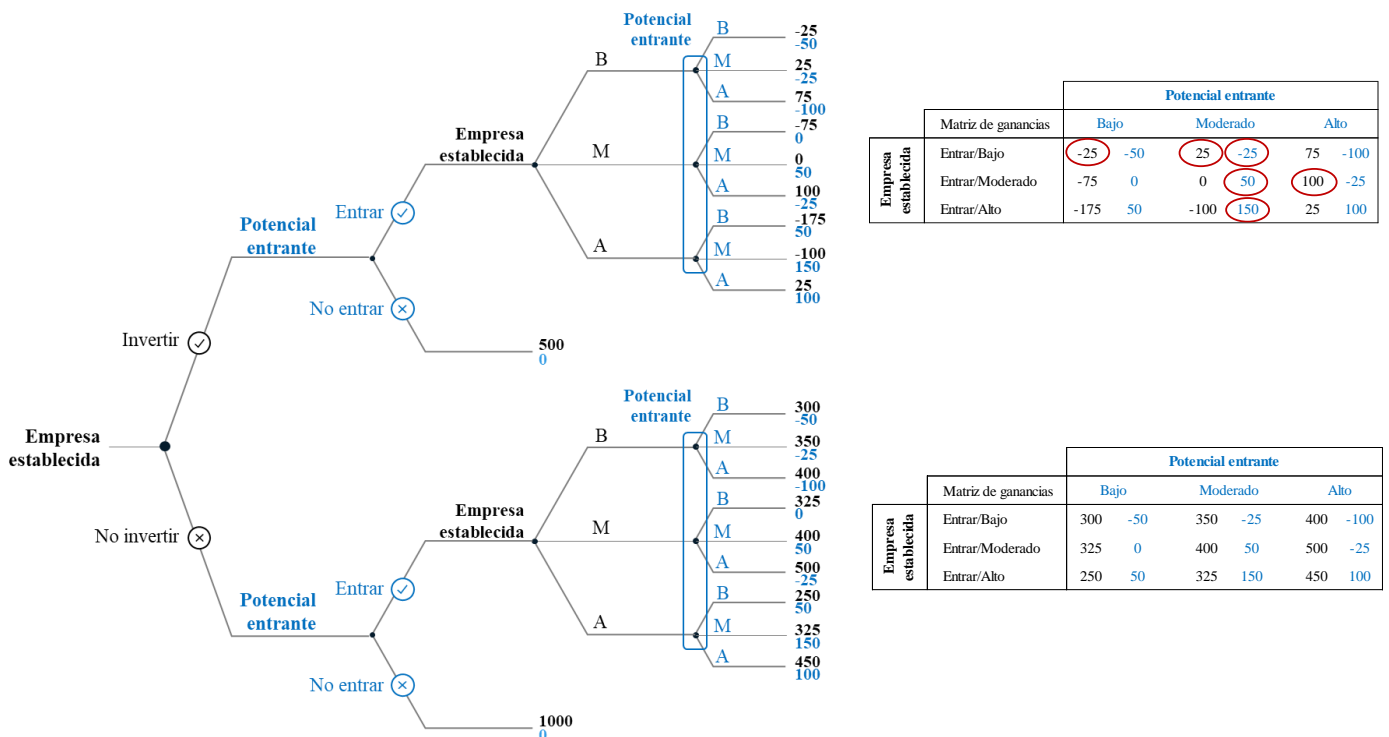 Potencial
entrante
B
-25
-50
B
M
25
-25
A
75
-100
Empresa
establecida
B
-75
0
M
M
0
50
A
100
-25
Entrar
B
-175
50
Potencial
entrante
A
M
-100
150
A
25
100
No entrar
500
0
Invertir
Empresa
establecida
No invertir
Potencial
entrante
B
300
-50
B
M
350
-25
A
400
-100
Empresa
establecida
B
325
0
M
M
400
50
A
500
-25
Entrar
B
250
50
Potencial
entrante
A
M
325
150
A
450
100
No entrar
1000
0
Potencial entrante
Matriz de ganancias Bajo Moderado Alto
Empresa
establecida
Entrar/Bajo -25 -50 25 -25 75 -100
Entrar/Moderado -75 0 0 50 100 -25
Entrar/Alto -175 50 -100 150 25 100
Potencial entrante
Matriz de ganancias Bajo Moderado Alto
Empresa
establecida
Entrar/Bajo 300 -50 350 -25 400 -100
Entrar/Moderado 325 0 400 50 500 -25
Entrar/Alto 250 50 325 150 450 100